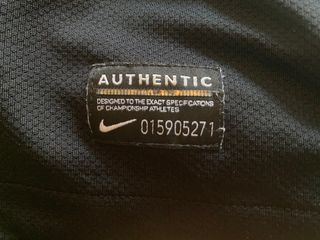 AUTHENTIC
DESIGNED TO THE EXACT SPECIFICATIONS
OF CHAMPIONSHIP ATHLETES
015905271